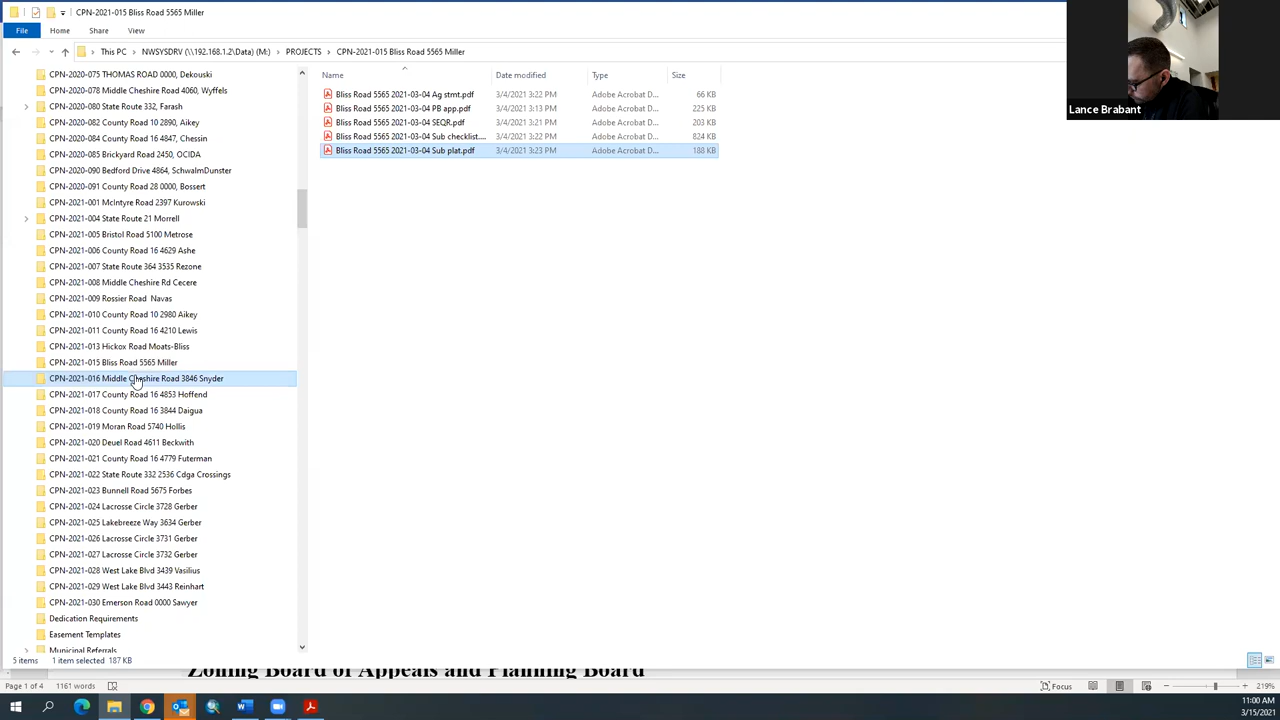 CPN-2021-015 Bliss Road 5565 Miller
File Home Share View
This PC NWSYSDRV (\\192.168.1.2\Data) (M:) PROJECTS CPN-2021-015 Bliss Road 5565 Miller
Lance Brabant
CPN-2020-075 THOMAS ROAD 0000, Dekouski
CPN-2020-078 Middle Cheshire Road 4060, Wyffels
CPN-2020-080 State Route 332, Farash
CPN-2020-082 County Road 10 2890, Aikey
CPN-2020-084 County Road 16 4847, Chessin
CPN-2020-085 Brickyard Road 2450, OCIDA
CPN-2020-090 Bedford Drive 4864, SchwalmDunster
CPN-2020-091 County Road 28 0000, Bossert
CPN-2021-001 McIntyre Road 2397 Kurowski
CPN-2021-004 State Route 21 Morrell
CPN-2021-005 Bristol Road 5100 Metrose
CPN-2021-006 County Road 16 4629 Ashe
CPN-2021-007 State Route 364 3535 Rezone
CPN-2021-008 Middle Cheshire Rd Cecere
CPN-2021-009 Rossier Road Navas
CPN-2021-010 County Road 10 2980 Aikey
CPN-2021-011 County Road 16 4210 Lewis
CPN-2021-013 Hickox Road Moats-Bliss
CPN-2021-015 Bliss Road 5565 Miller
CPN-2021-016 Middle Cheshire Road 3846 Snyder
CPN-2021-017 County Road 16 4853 Hoffend
CPN-2021-018 County Road 16 3844 Daigua
CPN-2021-019 Moran Road 5740 Hollis
CPN-2021-020 Deuel Road 4611 Beckwith
CPN-2021-021 County Road 16 4779 Futerman
CPN-2021-022 State Route 332 2536 Cdga Crossings
CPN-2021-023 Bunnell Road 5675 Forbes
CPN-2021-024 Lacrosse Circle 3728 Gerber
CPN-2021-025 Lakebreeze Way 3634 Gerber
CPN-2021-026 Lacrosse Circle 3731 Gerber
CPN-2021-027 Lacrosse Circle 3732 Gerber
CPN-2021-028 West Lake Blvd 3439 Vasilius
CPN-2021-029 West Lake Blvd 3443 Reinhart
CPN-2021-030 Emerson Road 0000 Sawyer
Dedication Requirements
Easement Templates
Municipal Referrals
Name Date modified Type Size
Bliss Road 5565 2021-03-04 Ag stmt.pdf 3/4/2021 3:22 PM Adobe Acrobat D... 66 KB
Bliss Road 5565 2021-03-04 PB app.pdf 3/4/2021 3:13 PM Adobe Acrobat D... 225 KB
Bliss Road 5565 2021-03-04 SEQR.pdf 3/4/2021 3:21 PM Adobe Acrobat D... 203 KB
Bliss Road 5565 2021-03-04 Sub checklist.... 3/4/2021 3:22 PM Adobe Acrobat D... 824 KB
Bliss Road 5565 2021-03-04 Sub plat.pdf 3/4/2021 3:23 PM Adobe Acrobat D... 188 KB
5 items 1 item selected 187 KB
Zoning Board of Appeals and Planning Board
Page 1 of 4 1161 words Focus 219%
11:00 AM
3/15/2021